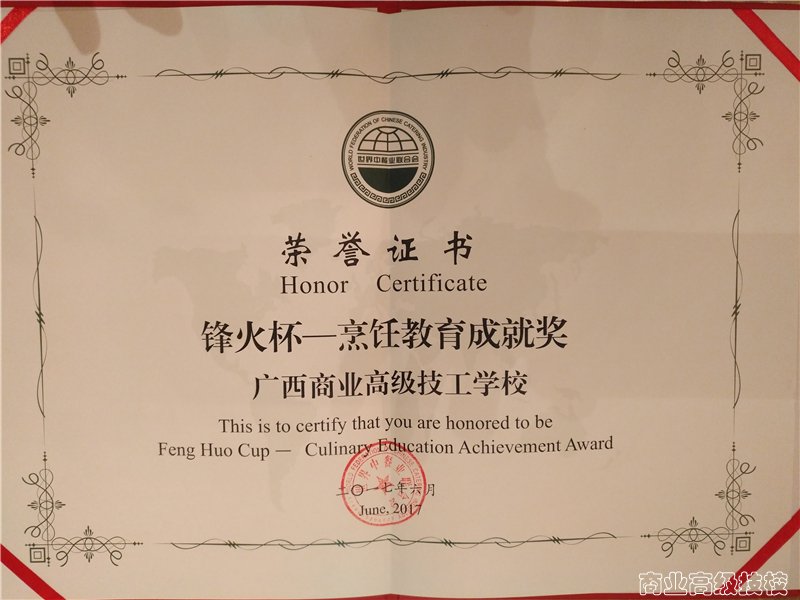 WORLD FEDERATION OF CHINESE CATERING INDUSTRY
世界中餐业联合会
荣誉证书
Honor Certificate
锋火杯—烹饪教育成就奖
广西商业高级技工学校
This is to certify that you are honored to be
Feng Huo Cup — Culinary Education Achievement Award
二〇一七年六月
June, 2017
商业高级技校